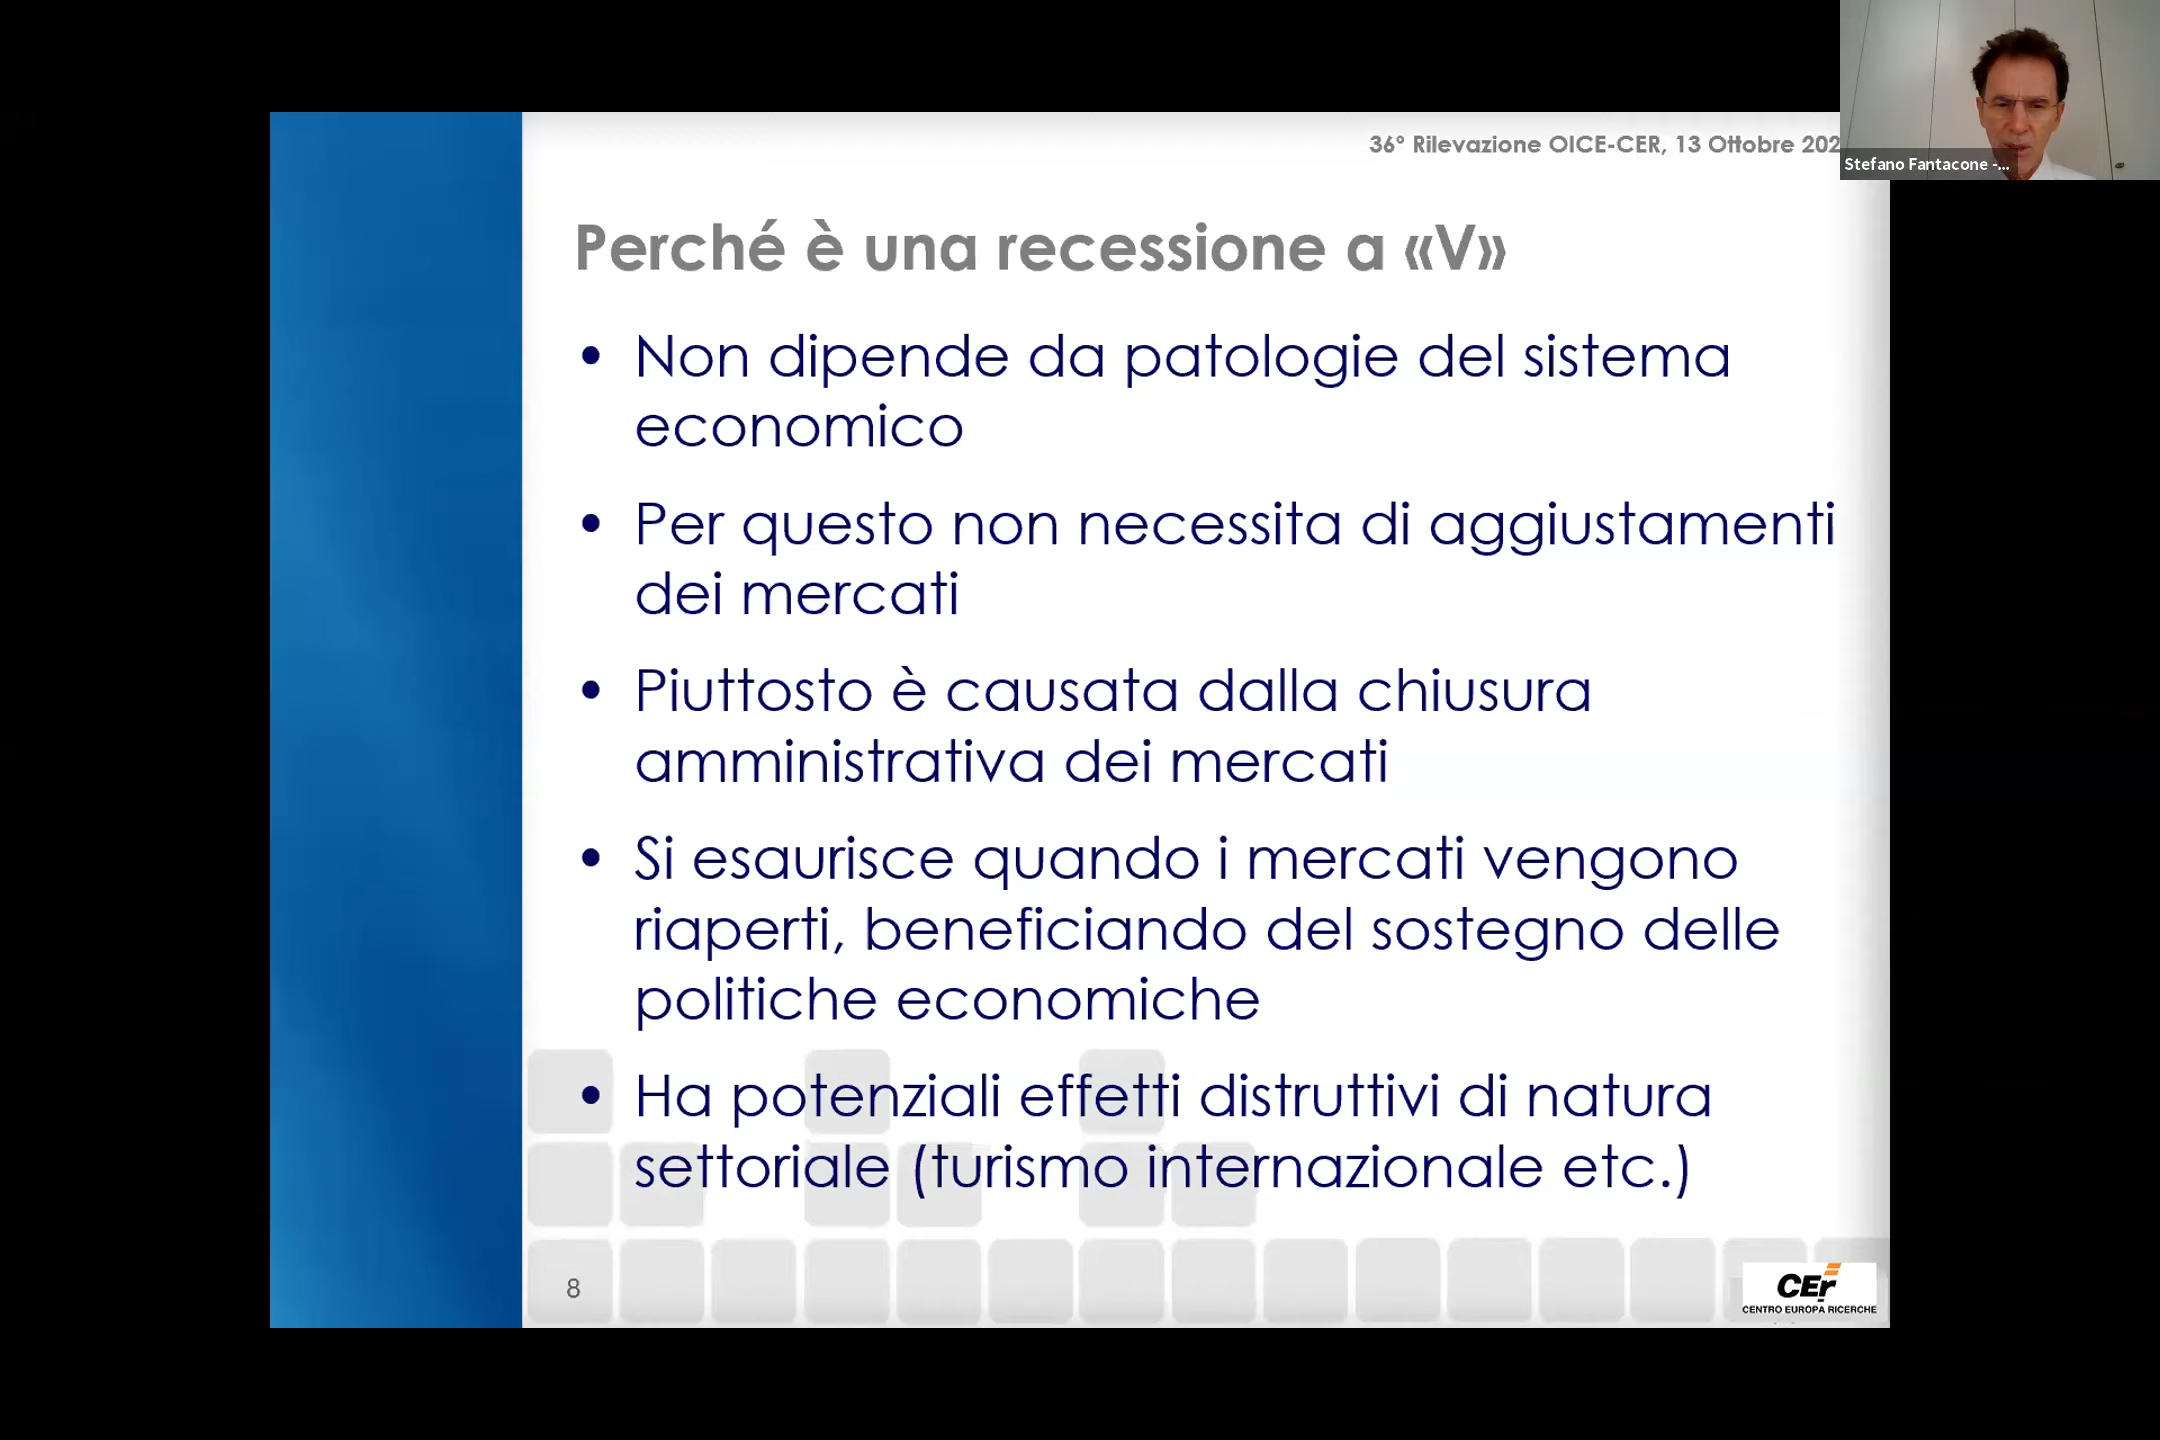 36° Rilevazione OICE-CER, 13 Ottobre 202
Stefano Fantacone -...
Perché è una recessione a «V»
• Non dipende da patologie del sistema
economico
• Per questo non necessita di aggiustamenti
dei mercati
• Piuttosto è causata dalla chiusura
amministrativa dei mercati
• Si esaurisce quando i mercati vengono
riaperti, beneficiando del sostegno delle
politiche economiche
• Ha potenziali effetti distruttivi di natura
settoriale (turismo internazionale etc.)
8
CEr
CENTRO EUROPA RICERCHE